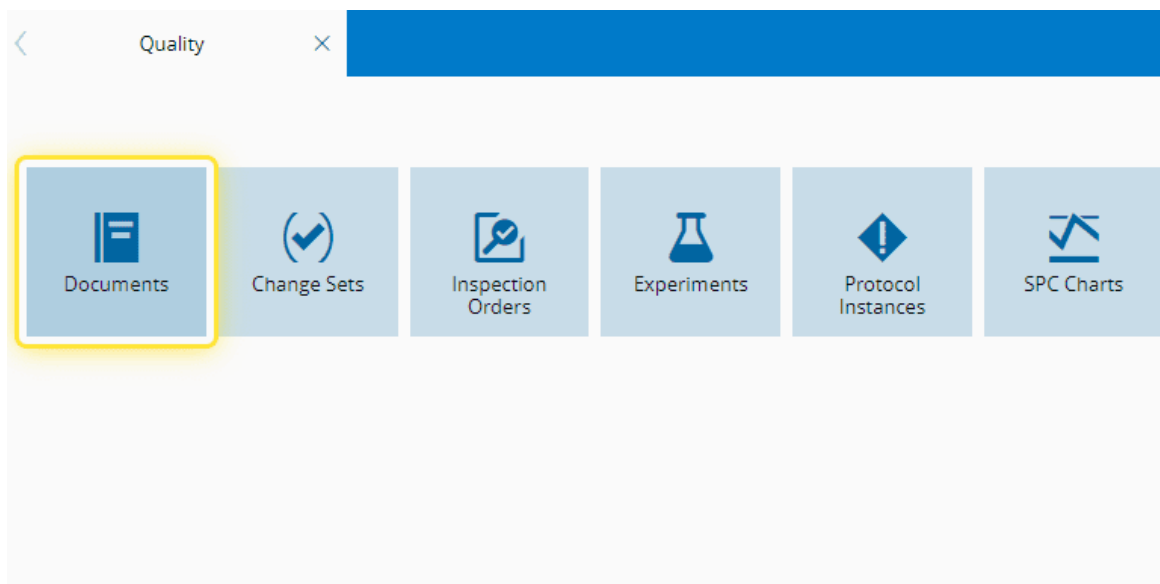 Quality
Documents
Change Sets
Inspection
Orders
Experiments
Protocol
Instances
SPC Charts